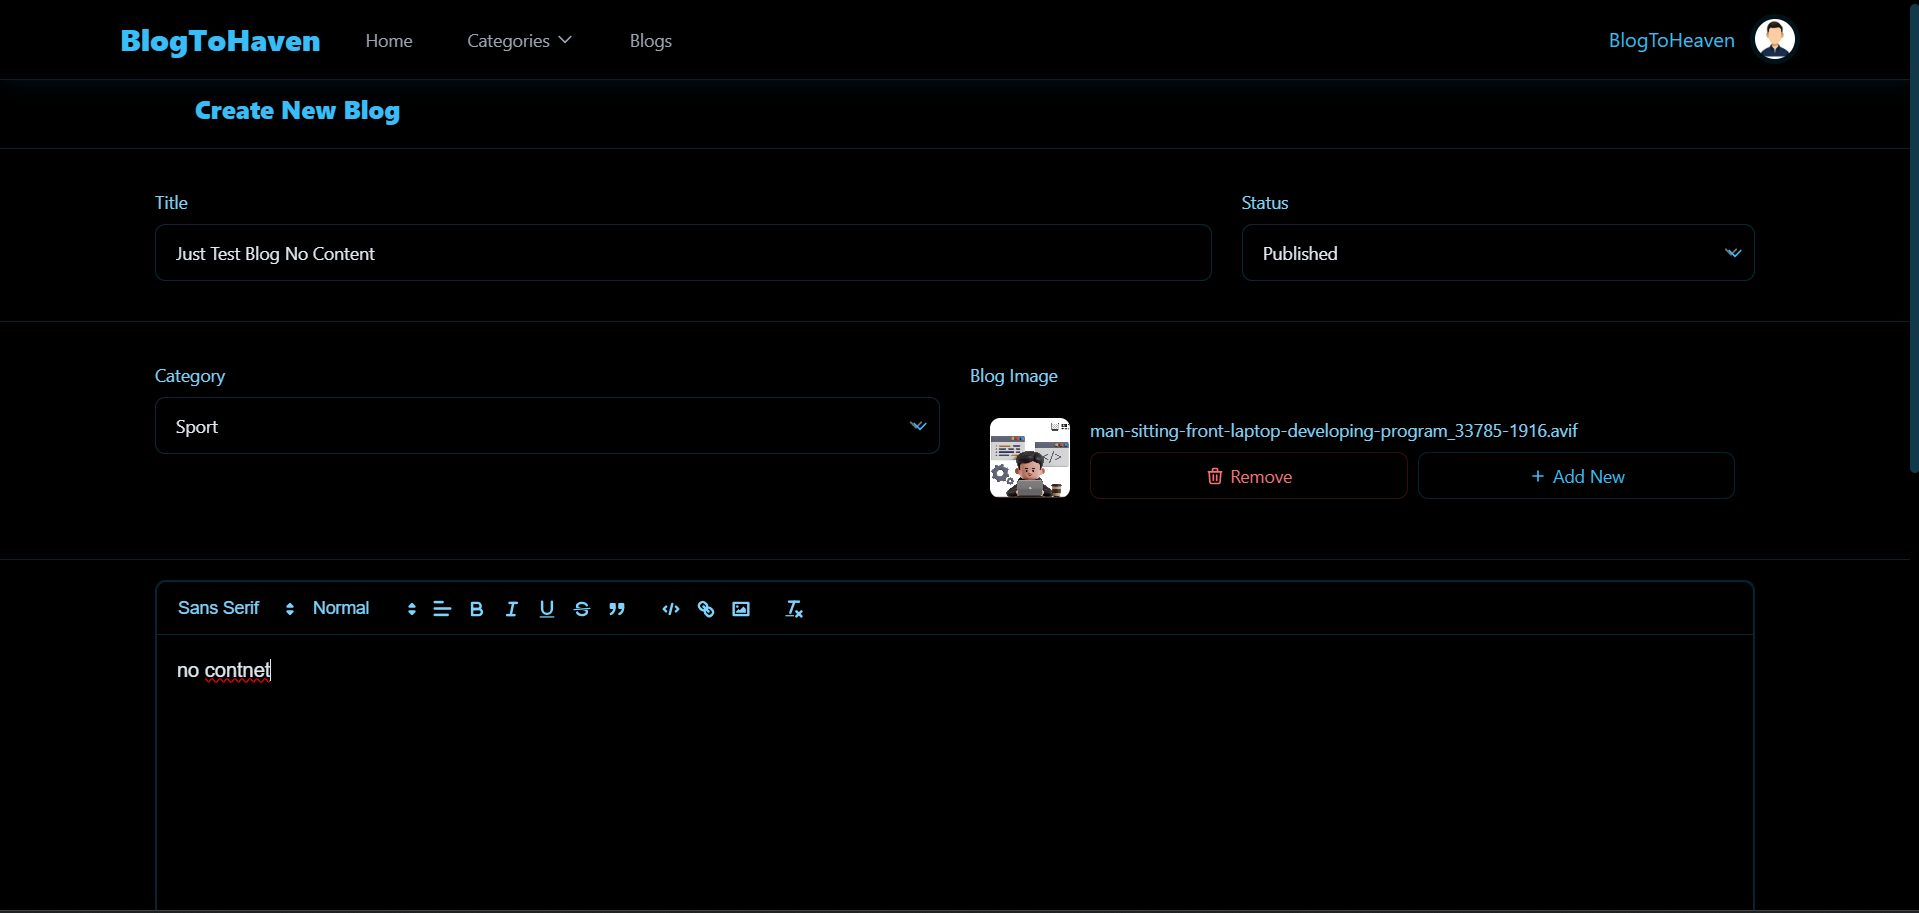 BlogToHaven Home Categories Blogs BlogToHeaven
Create New Blog
Title Status
Just Test Blog No Content Published
Category Blog Image
Sport
man-sitting-front-laptop-developing-program_33785-1916.avif
Remove + Add New
Sans Serif Normal
no contnet